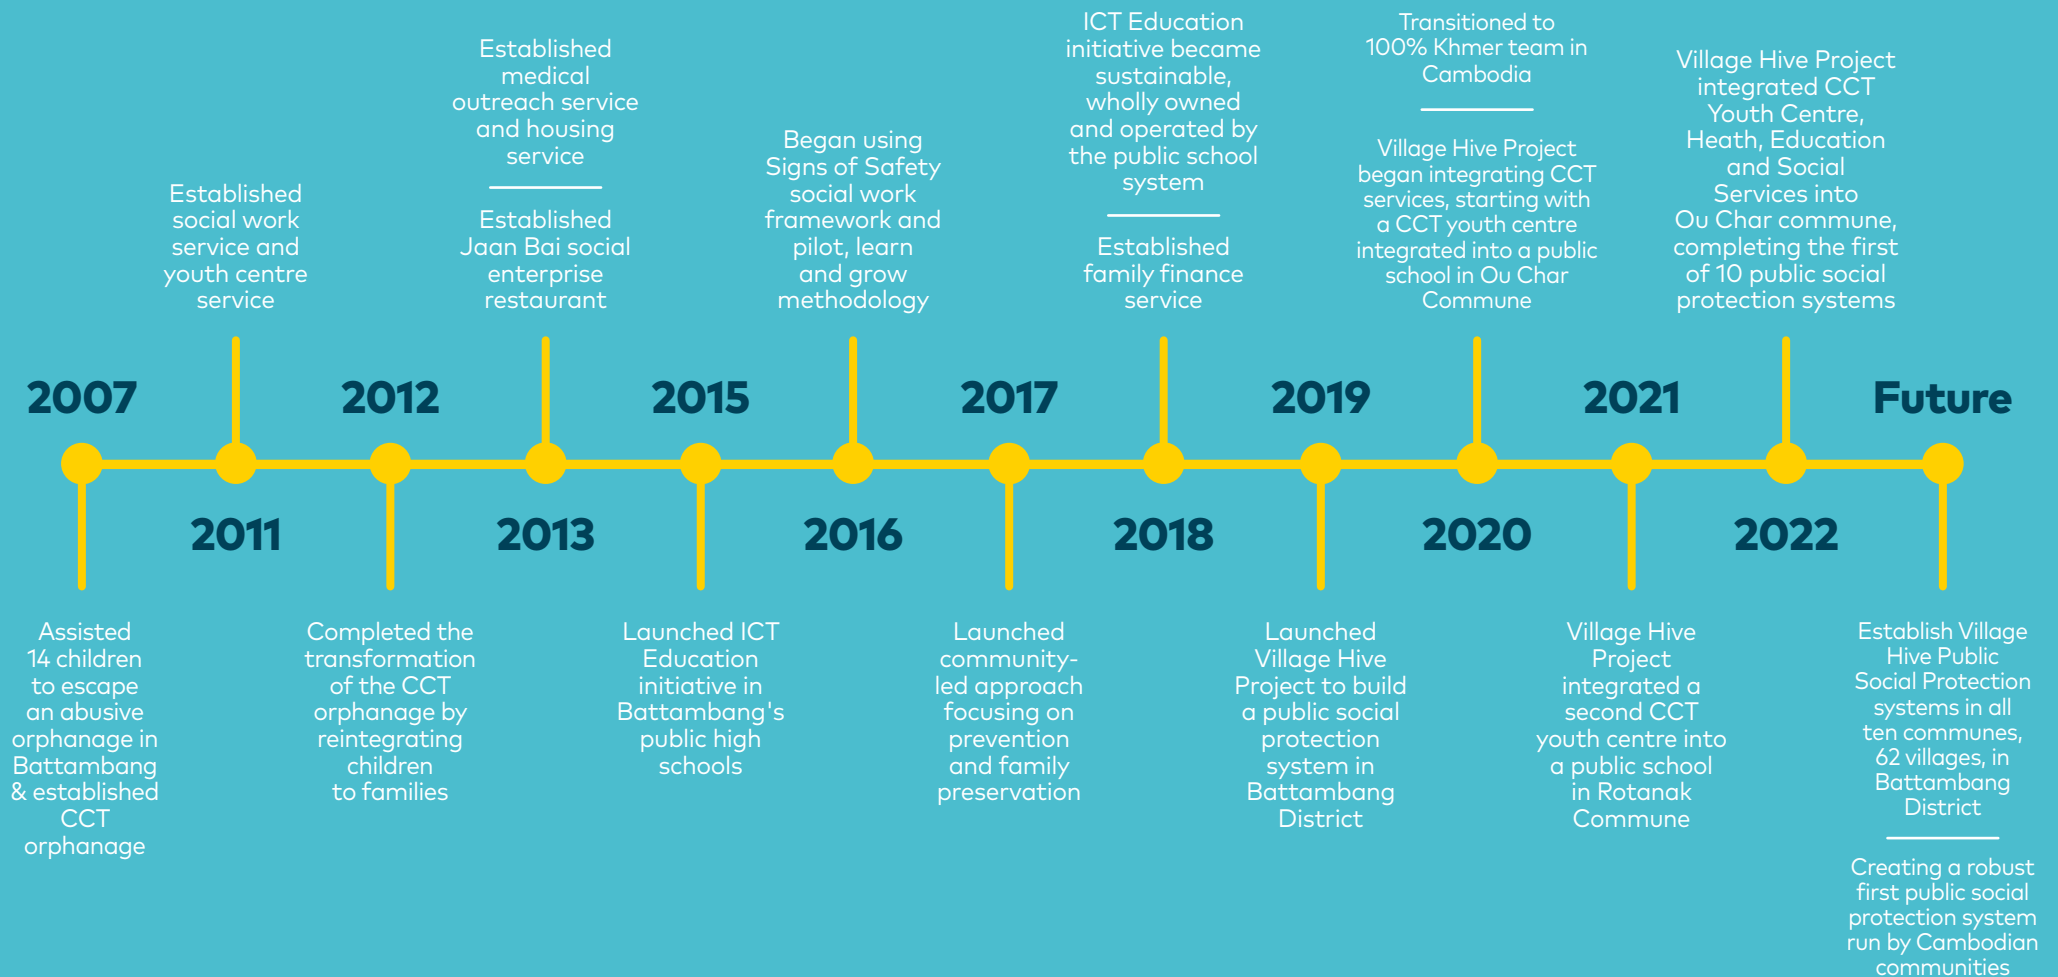 2007
Assisted
14 children
to escape
an abusive
orphanage in
Battambang
& established
CCT
orphanage
Established
social work
service and
youth centre
service
2011
2012
Completed the
transformation
of the CCT
orphanage by
reintegrating
children
to families
Established
medical
outreach service
and housing
service
Established
Jaan Bai social
enterprise
restaurant
2013
2015
Launched ICT
Education
initiative in
Battambang's
public high
schools
Began using
Signs of Safety
social work
framework and
pilot, learn
and grow
methodology
2016
2017
Launched
community-
led approach
focusing on
prevention
and family
preservation
ICT Education
initiative became
sustainable,
wholly owned
and operated by
the public school
system
Established
family finance
service
2018
2019
Launched
Village Hive
Project to build
a public social
protection
system in
Battambang
District
Transitioned to
100% Khmer team in
Cambodia
Village Hive Project
began integrating CCT
services, starting with
a CCT youth centre
integrated into a public
school in Ou Char
Commune
2020
2021
Village Hive
Project
integrated a
second CCT
youth centre into
a public school
in Rotanak
Commune
Village Hive Project
integrated CCT
Youth Centre,
Heath, Education
and Social
Services into
Ou Char commune,
completing the first
of 10 public social
protection systems
2022
Future
Establish Village
Hive Public
Social Protection
systems in all
ten communes,
62 villages, in
Battambang
District
Creating a robust
first public social
protection system
run by Cambodian
communities